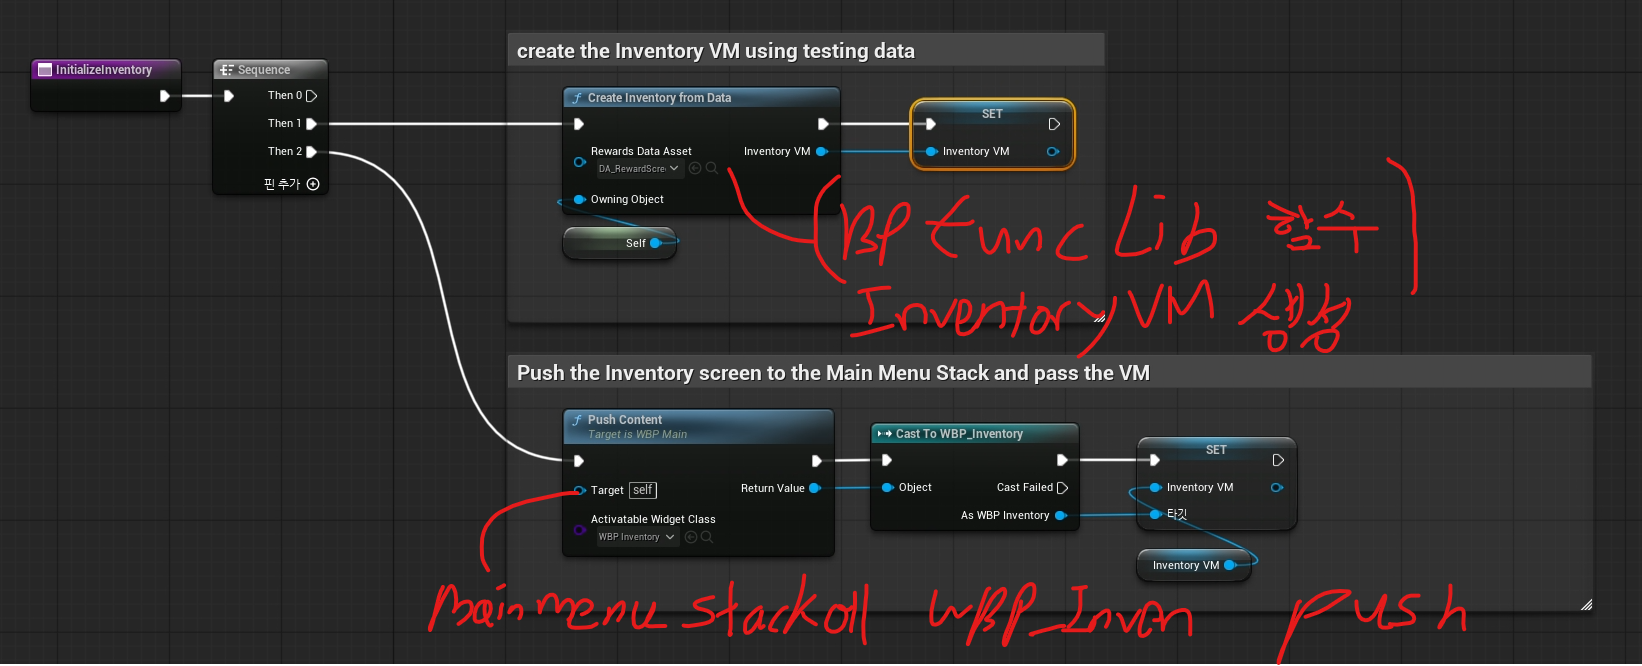 create the Inventory VM using testing data
InitializeInventory
Sequence
Then 0
Then 1
Then 2
핀 추가
Create Inventory from Data
Rewards Data Asset
DA_RewardScre
Inventory VM
Owning Object
Self
SET
Inventory VM
BP func Lib 함수
InventoryVM 생성
Push the Inventory screen to the Main Menu Stack and pass the VM
Push Content
Target is WBP Main
Target self
Return Value
Activatable Widget Class
WBP Inventory
Cast To WBP_Inventory
Object
Cast Failed
As WBP Inventory
SET
Inventory VM
타깃
Inventory VM
Mainmenu stack에 WBP_Inven push